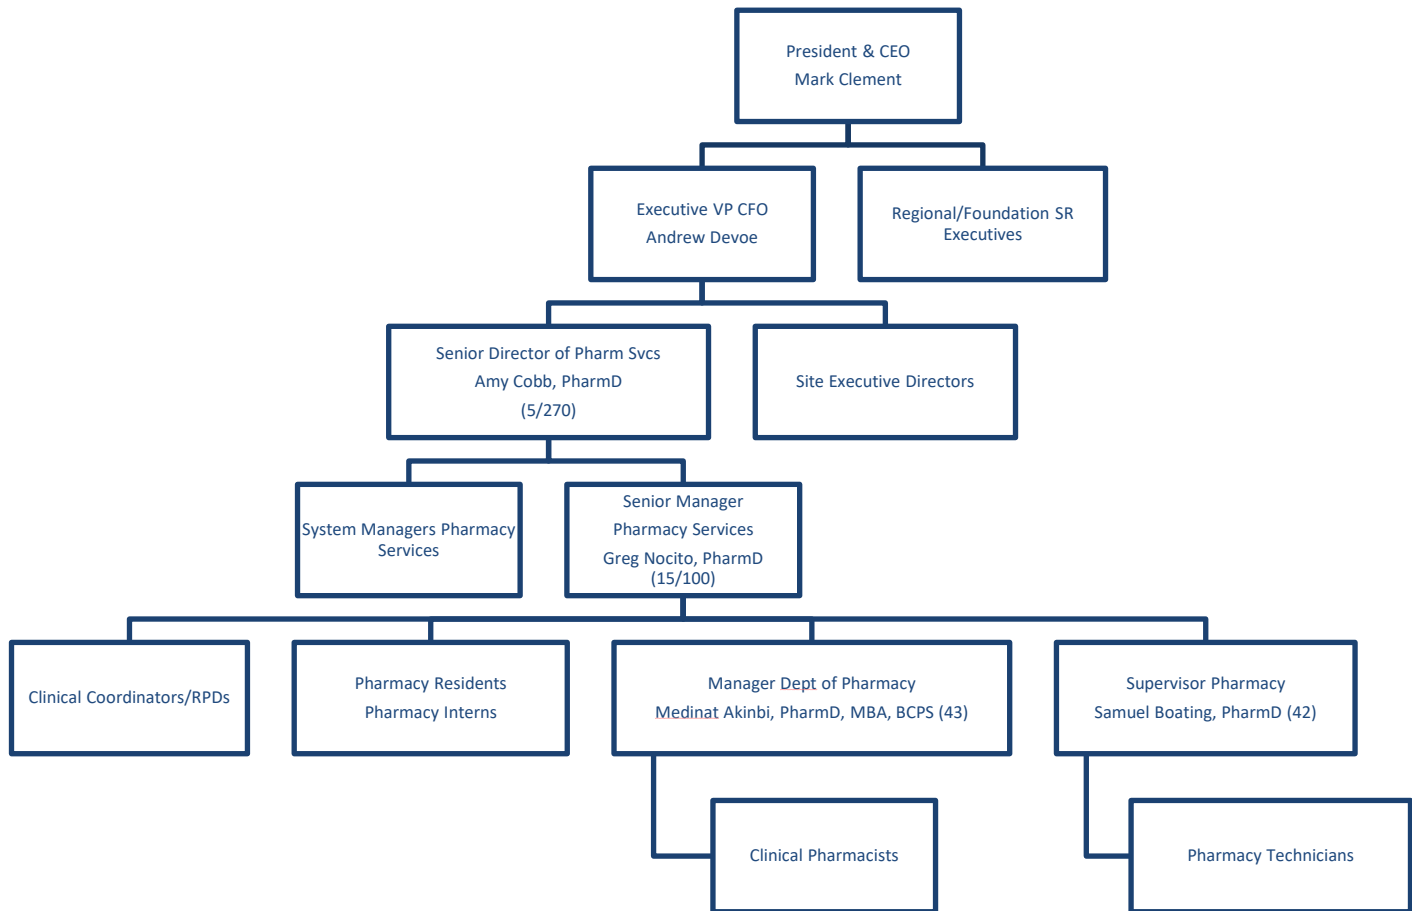 President & CEO
Mark Clement
Executive VP CFO
Andrew Devoe
Regional/Foundation SR
Executives
Senior Director of Pharm Svcs
Amy Cobb, PharmD
(5/270)
Site Executive Directors
System Managers Pharmacy
Services
Senior Manager
Pharmacy Services
Greg Nocito, PharmD
(15/100)
Clinical Coordinators/RPDs
Pharmacy Residents
Pharmacy Interns
Manager Dept of Pharmacy
Medinat Akinbi, PharmD, MBA, BCPS (43)
Supervisor Pharmacy
Samuel Boating, PharmD (42)
Clinical Pharmacists
Pharmacy Technicians